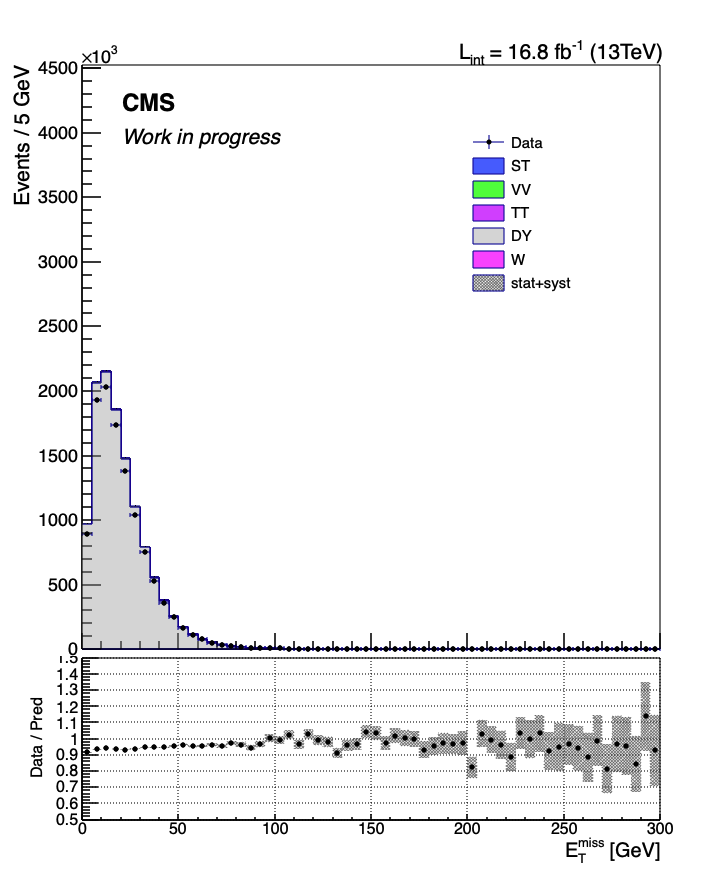 ×10³
L_int = 16.8 fb⁻¹ (13TeV)
Events / 5 GeV
4500
4000
3500
3000
2500
2000
1500
1000
500
0
CMS
Work in progress
Data
ST
VV
TT
DY
W
stat+syst
Data / Pred
1.5
1.4
1.3
1.2
1.1
1
0.9
0.8
0.7
0.6
0.5
0 50 100 150 200 250 300
E_T^miss [GeV]